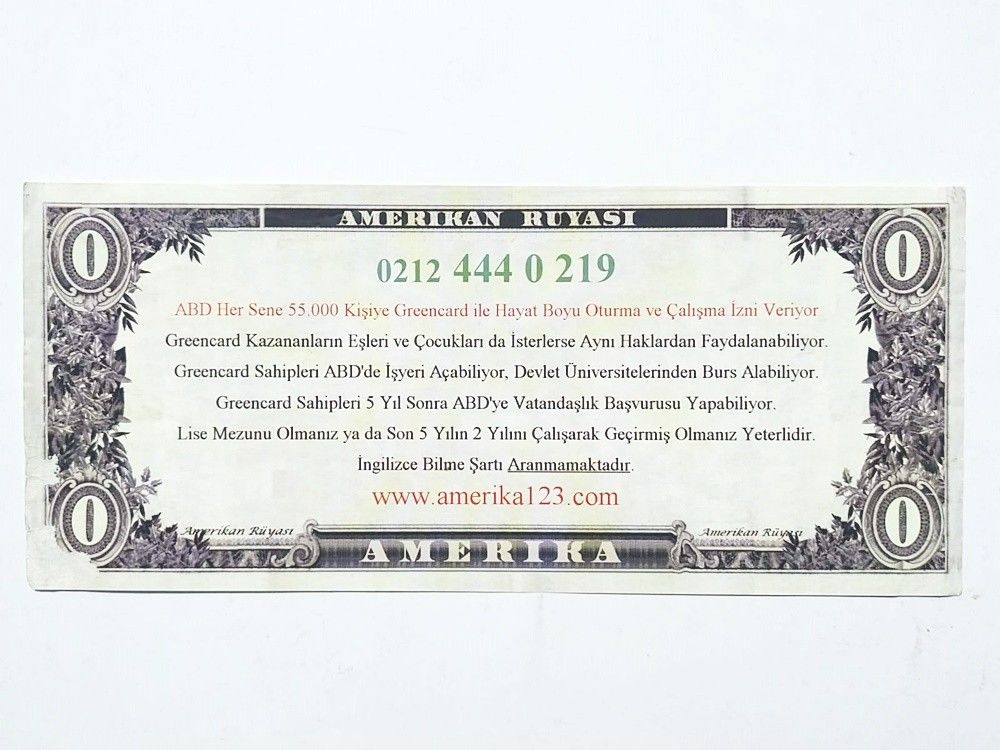 AMERIKAN RUYASI
0 0
0212 444 0 219
ABD Her Sene 55.000 Kişiye Greencard ile Hayat Boyu Oturma ve Çalışma İzni Veriyor
Greencard Kazananların Eşleri ve Çocukları da İsterlerse Aynı Haklardan Faydalanabiliyor.
Greencard Sahipleri ABD'de İşyeri Açabiliyor, Devlet Üniversitelerinden Burs Alabiliyor.
Greencard Sahipleri 5 Yıl Sonra ABD'ye Vatandaşlık Başvurusu Yapabiliyor.
Lise Mezunu Olmanız ya da Son 5 Yılın 2 Yılını Çalışarak Geçirmiş Olmanız Yeterlidir.
İngilizce Bilme Şartı Aranmamaktadır.
www.amerika123.com
0 0
Amerikan Rüyası Amerikan Rüyası
AMERIKA